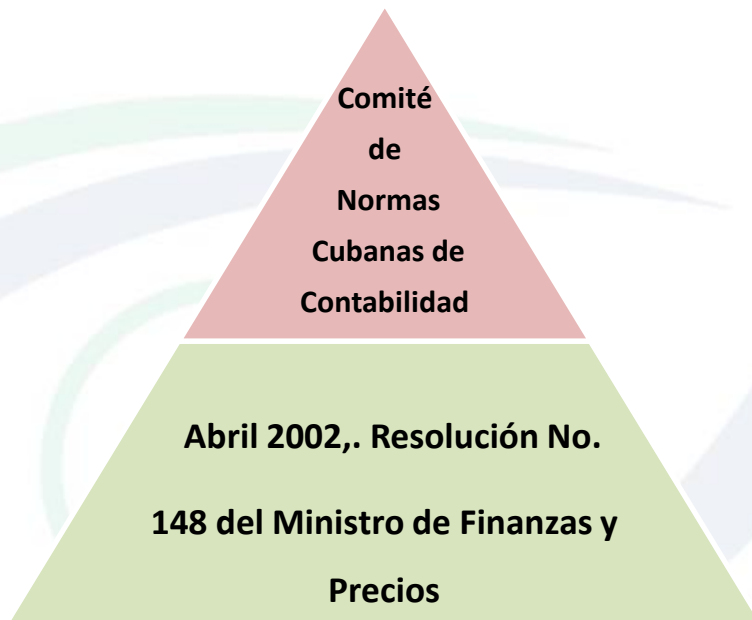 Comité
de
Normas
Cubanas de
Contabilidad
Abril 2002,. Resolución No.
148 del Ministro de Finanzas y
Precios